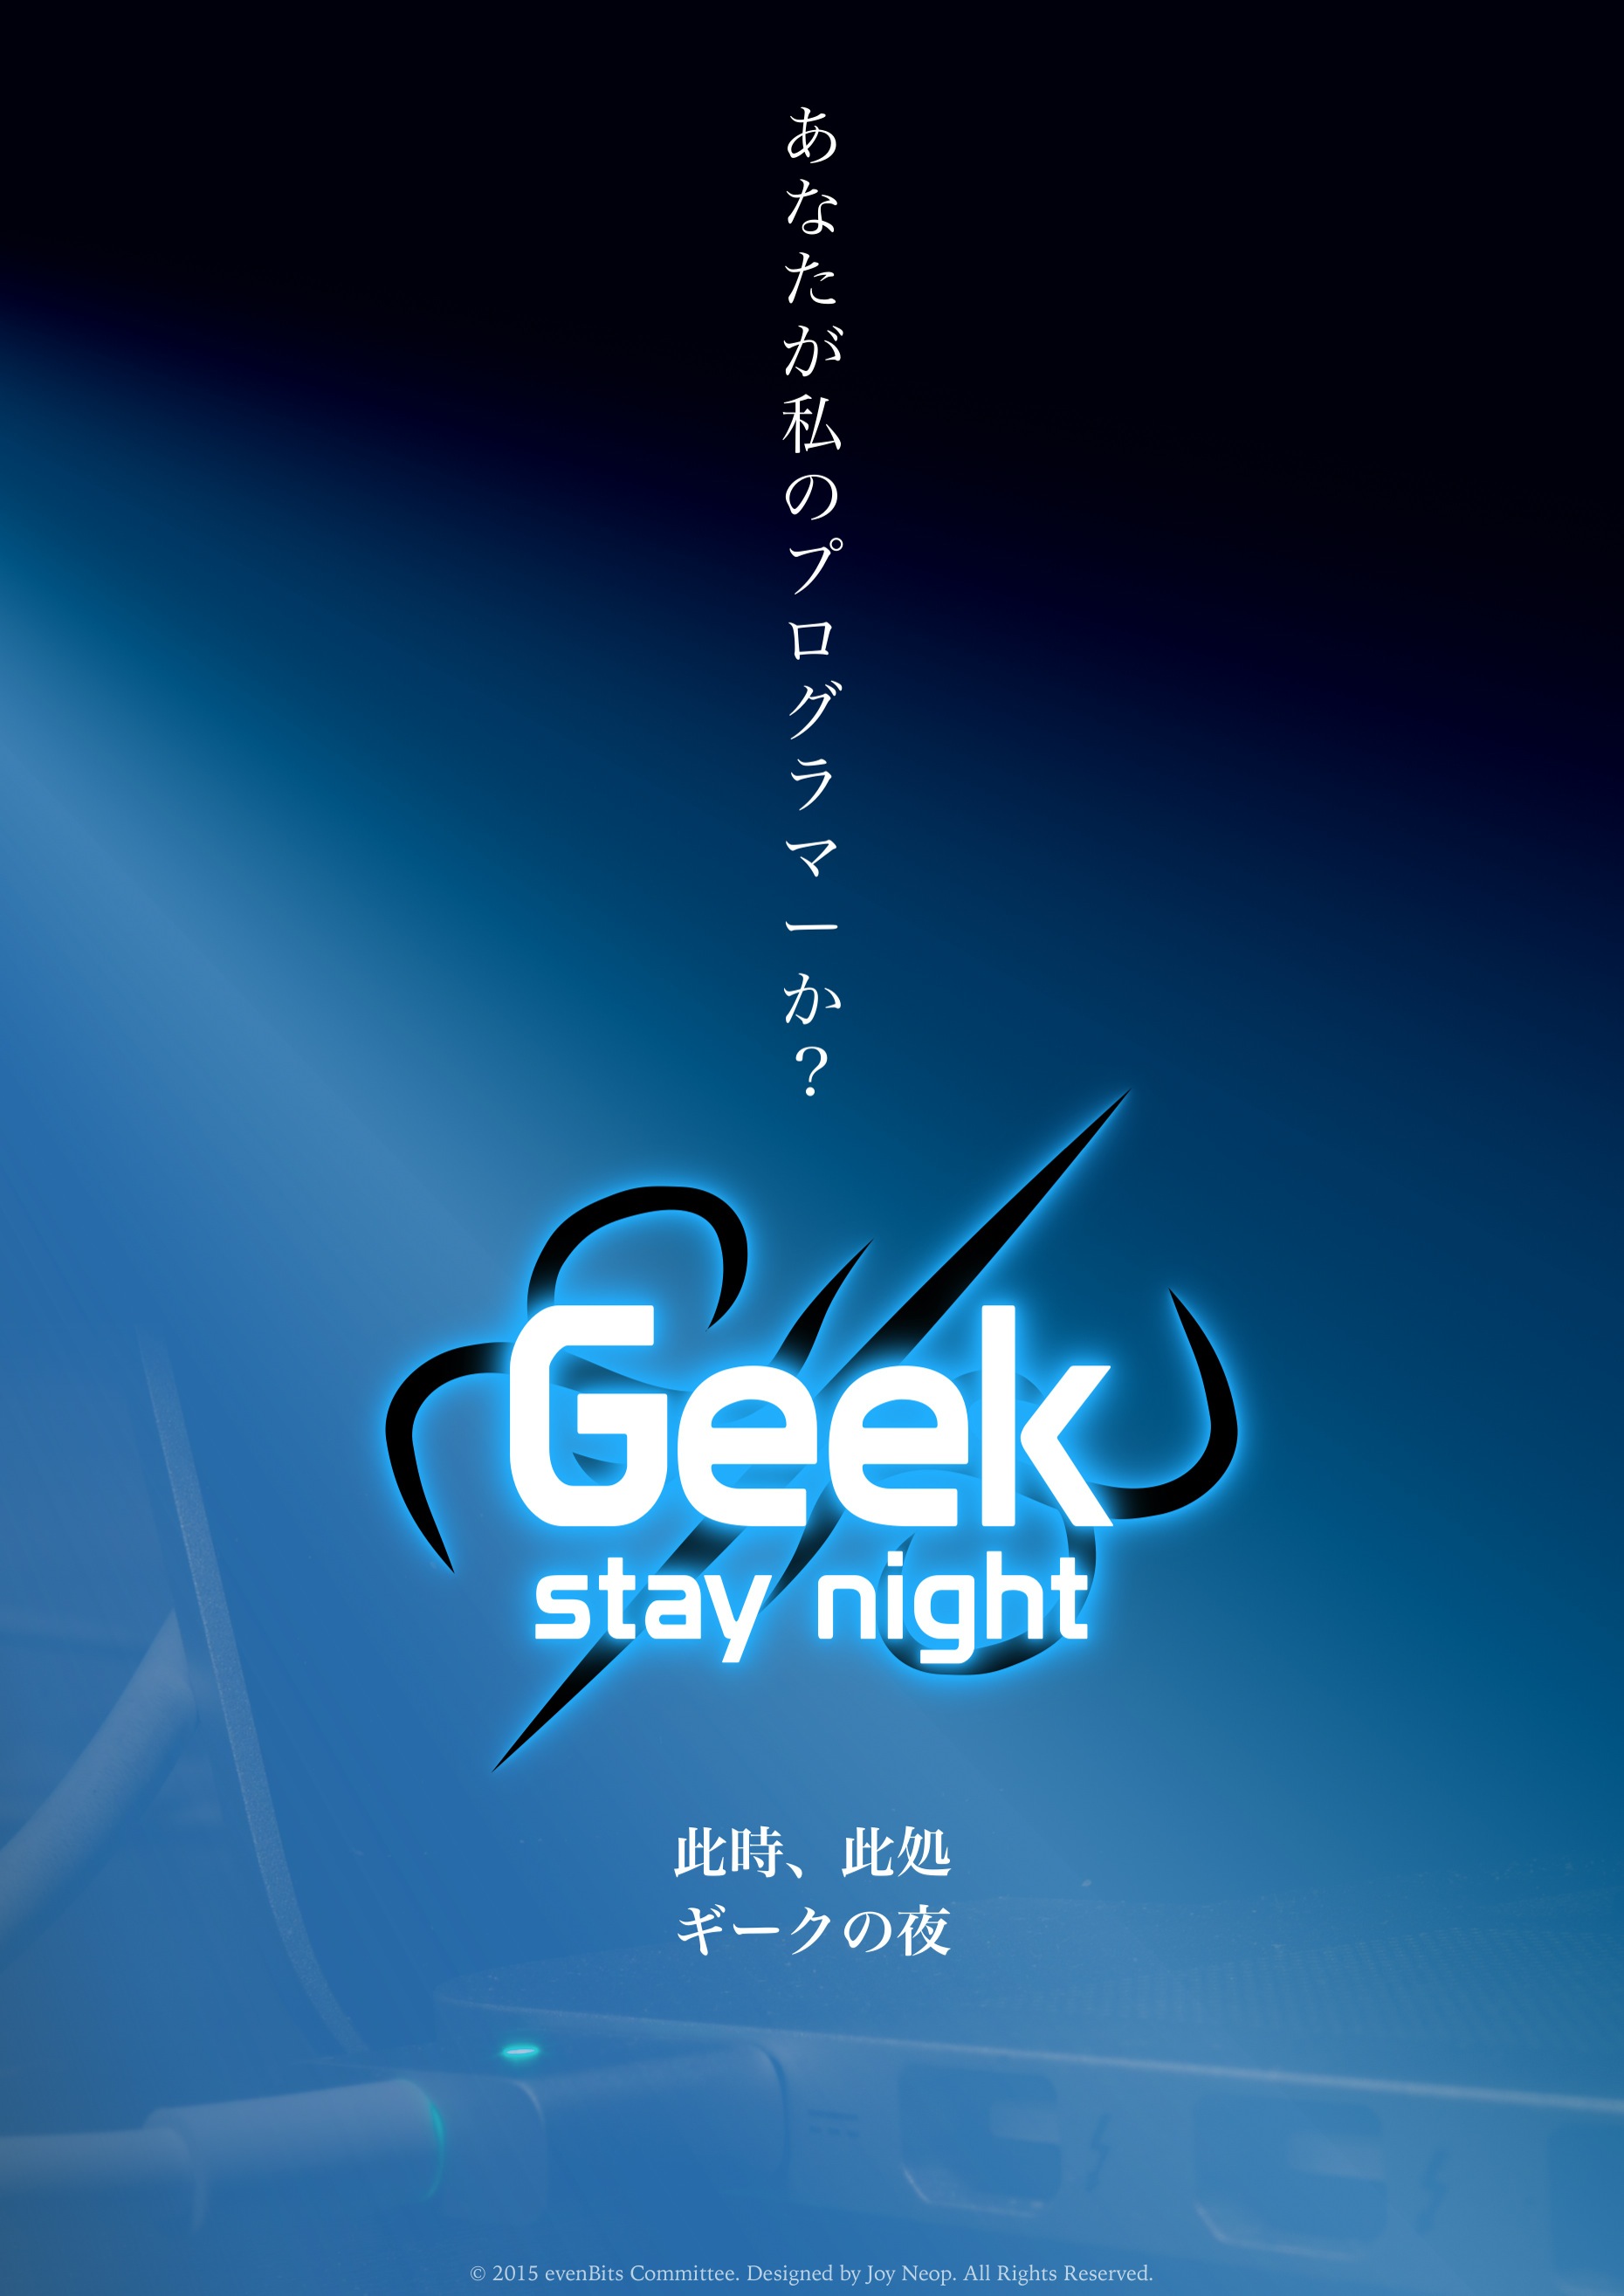 あなたが私のプログラマーか？
Geek
stay night
此時、此処
ギークの夜
© 2015 evenBits Committee. Designed by Joy Neop. All Rights Reserved.